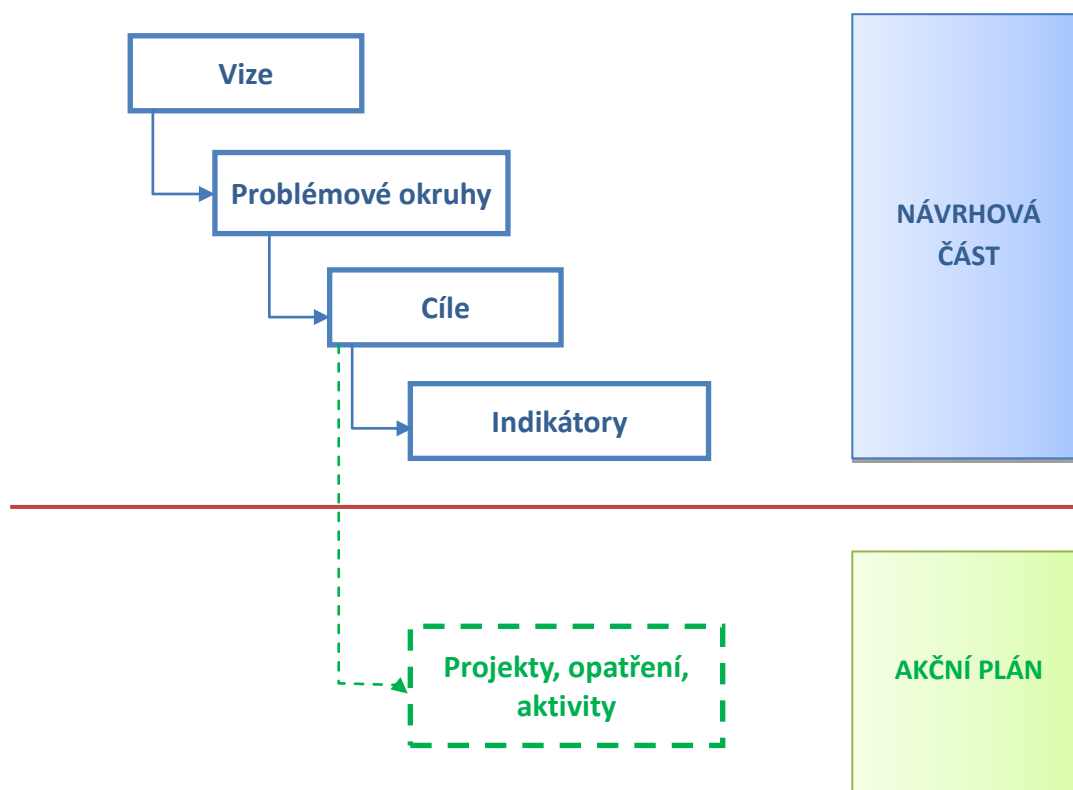 Vize
Problémové okruhy
NÁVRHOVÁ
ČÁST
Cíle
Indikátory
Projekty, opatření,
aktivity
AKČNÍ PLÁN